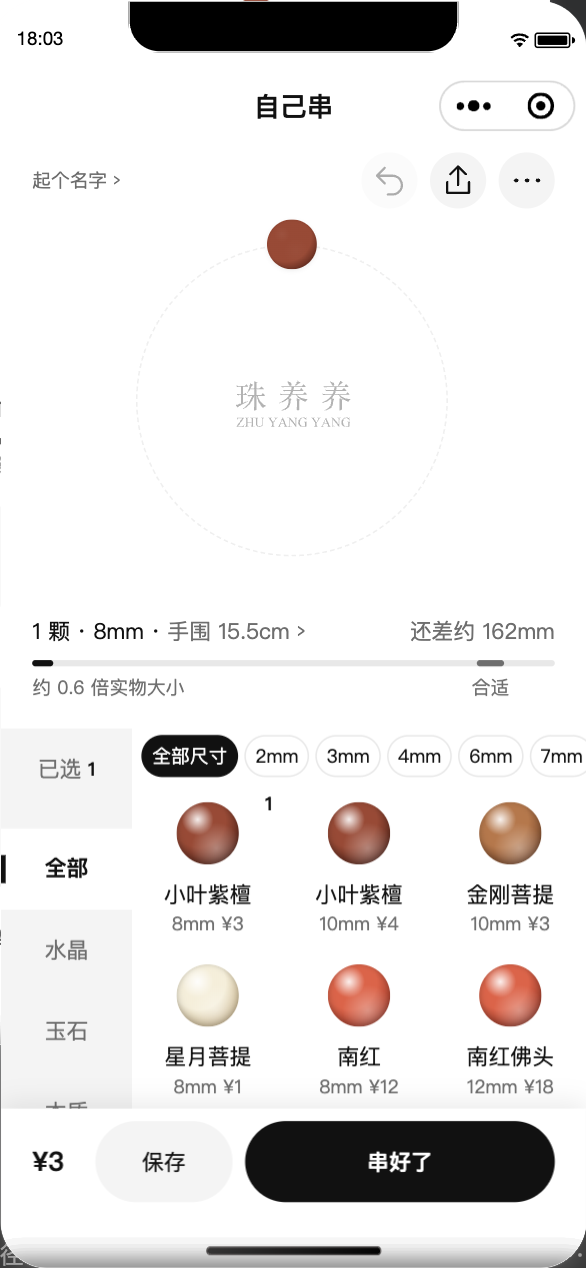 18:03
自己串
起个名字 >
珠养养
ZHU YANG YANG
1 颗 · 8mm · 手围 15.5cm > 还差约 162mm
约 0.6 倍实物大小 合适
已选 1
全部
水晶
玉石
全部尺寸 2mm 3mm 4mm 6mm 7mm
1
小叶紫檀 小叶紫檀 金刚菩提
8mm ¥3 10mm ¥4 10mm ¥3
星月菩提 南红 南红佛头
8mm ¥1 8mm ¥12 12mm ¥18
¥3 保存 串好了